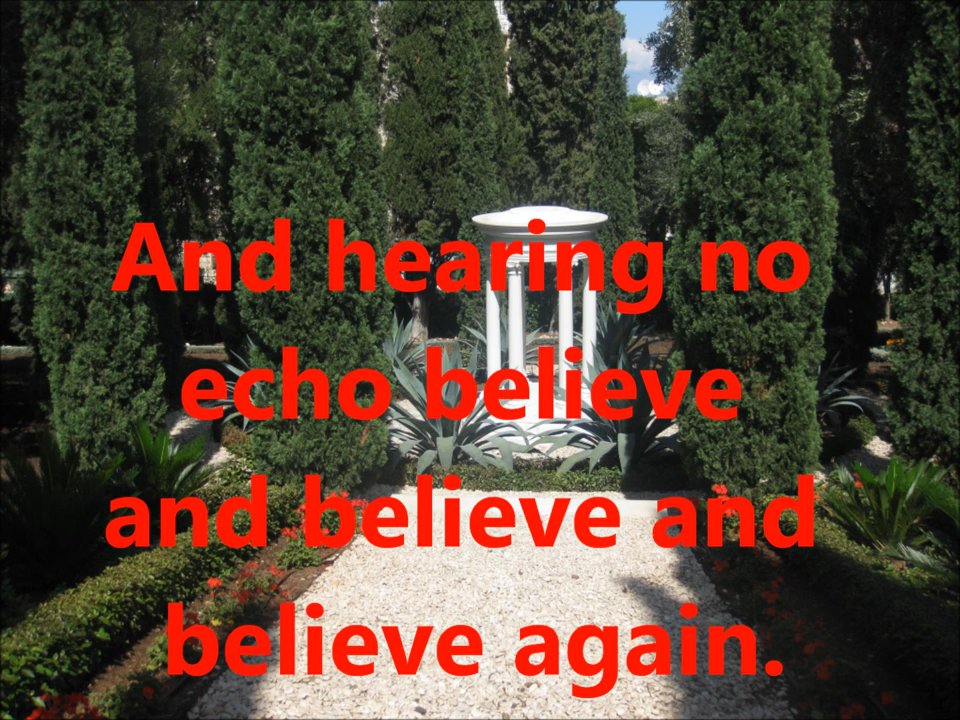 And hearing no
echo believe
and believe and
believe again.